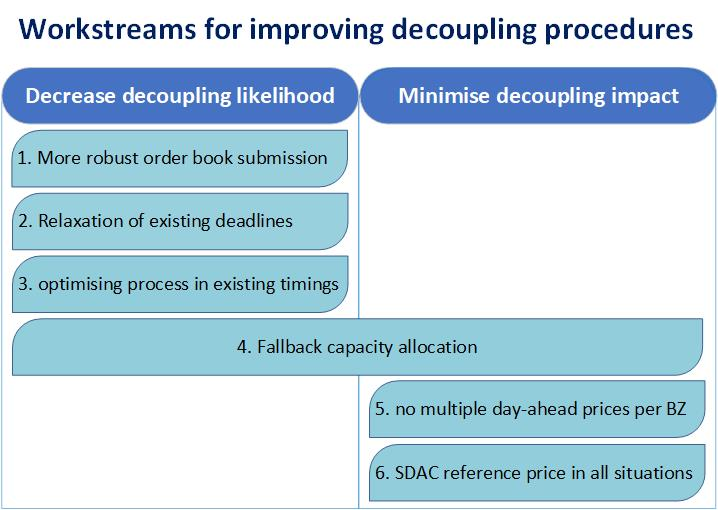 Workstreams for improving decoupling procedures
Decrease decoupling likelihood
Minimise decoupling impact
1. More robust order book submission
2. Relaxation of existing deadlines
3. optimising process in existing timings
4. Fallback capacity allocation
5. no multiple day-ahead prices per BZ
6. SDAC reference price in all situations